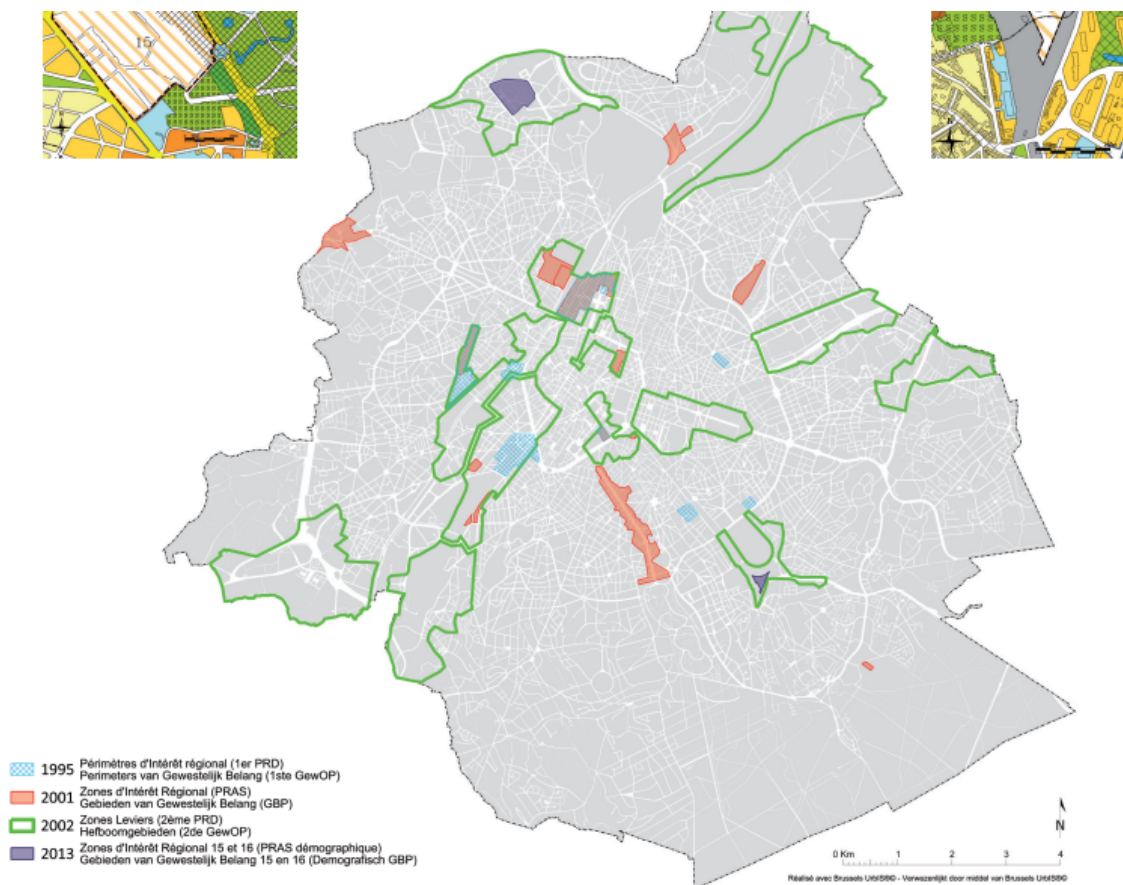 15
1995 Périmètres d'Intérêt régional (1er PRD)
Perimeters van Gewestelijk Belang (1ste GewOP)
2001 Zones d'Intérêt Régional (PRAS)
Gebieden van Gewestelijk Belang (GBP)
2002 Zones Leviers (2ème PRD)
Hefboomgebieden (2de GewOP)
2013 Zones d'Intérêt Régional 15 et 16 (PRAS démographique)
Gebieden van Gewestelijk Belang 15 en 16 (Demografisch GBP)
N
0 Km 1 2 3 4
Réalisé avec Brussels UrbIS®© - Verwezenlijkt door middel van Brussels UrbIS®©